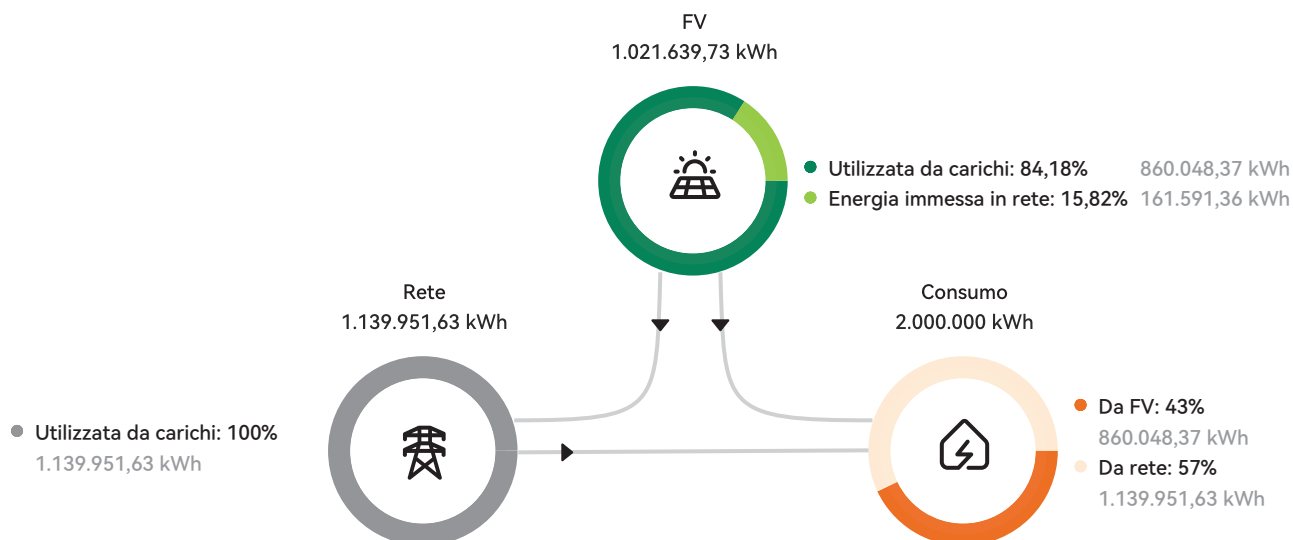 FV
1.021.639,73 kWh
Utilizzata da carichi: 84,18% 860.048,37 kWh
Energia immessa in rete: 15,82% 161.591,36 kWh
Rete
1.139.951,63 kWh
Consumo
2.000.000 kWh
Utilizzata da carichi: 100%
1.139.951,63 kWh
Da FV: 43%
860.048,37 kWh
Da rete: 57%
1.139.951,63 kWh